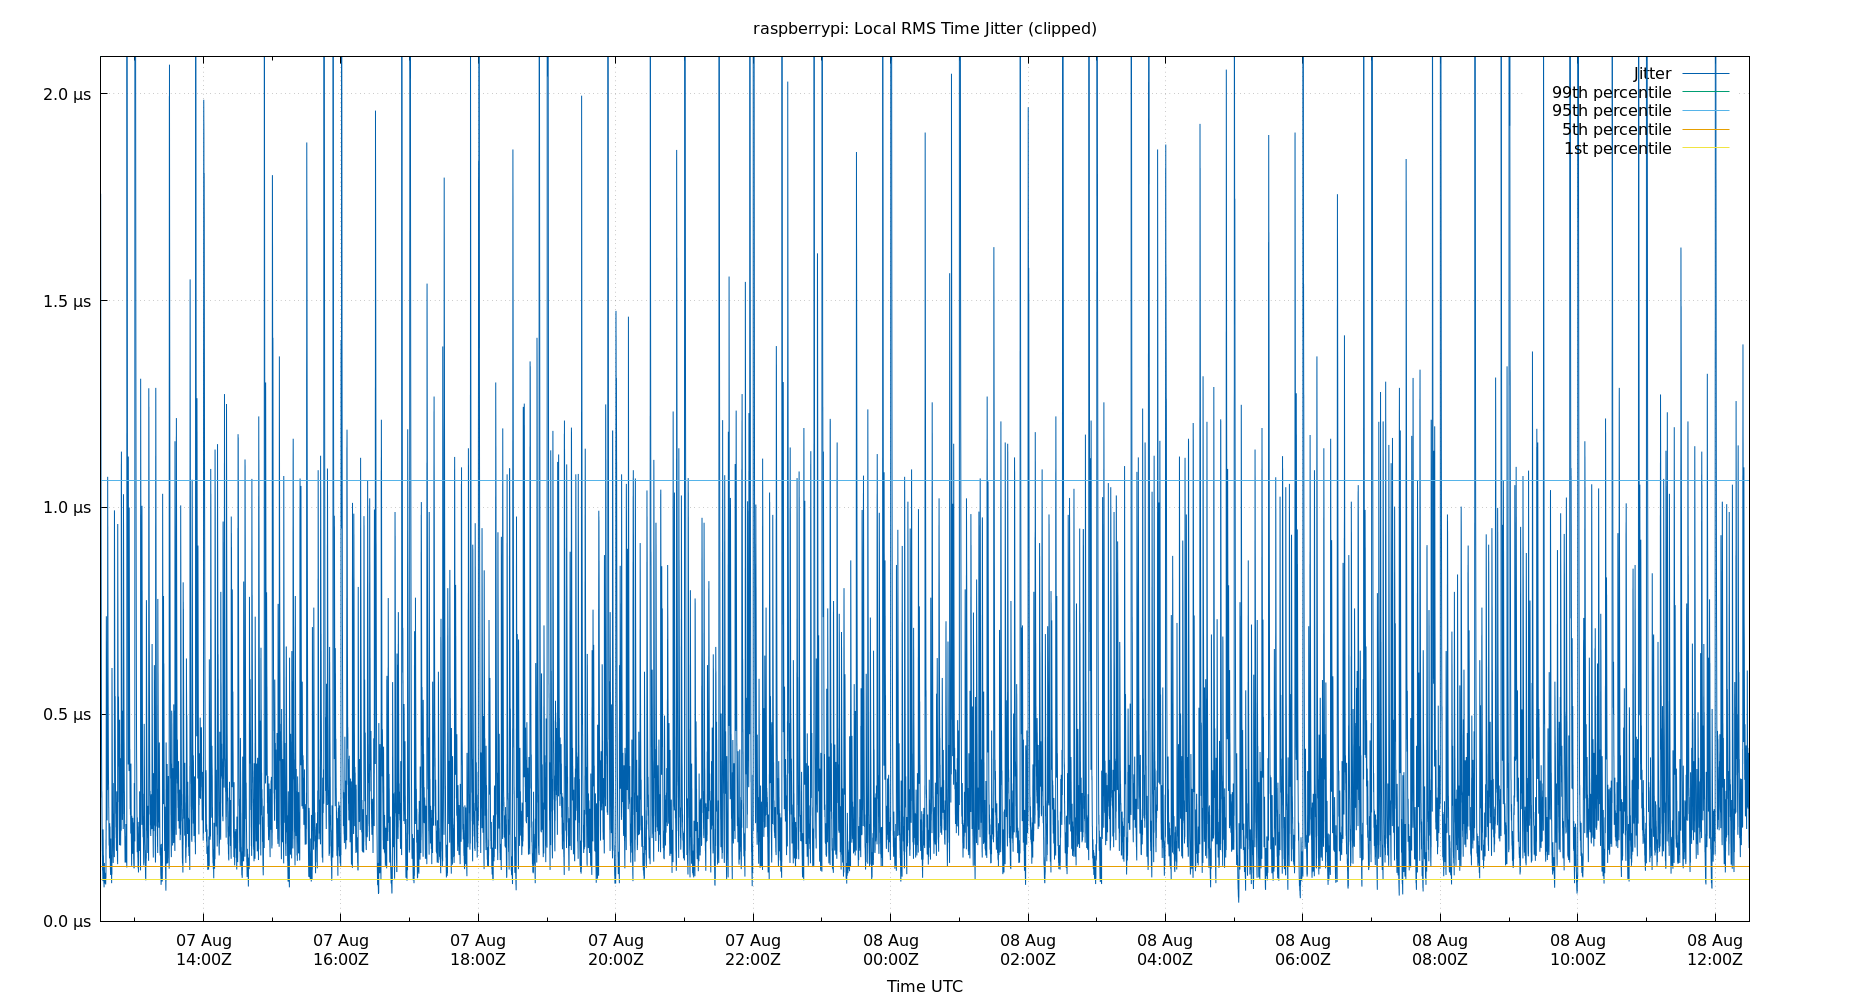 raspberrypi: Local RMS Time Jitter (clipped)
Jitter
99th percentile
95th percentile
5th percentile
1st percentile
2.0 µs
1.5 µs
1.0 µs
0.5 µs
0.0 µs
07 Aug 07 Aug 07 Aug 07 Aug 07 Aug 08 Aug 08 Aug 08 Aug 08 Aug 08 Aug 08 Aug 08 Aug
14:00Z 16:00Z 18:00Z 20:00Z 22:00Z 00:00Z 02:00Z 04:00Z 06:00Z 08:00Z 10:00Z 12:00Z
Time UTC